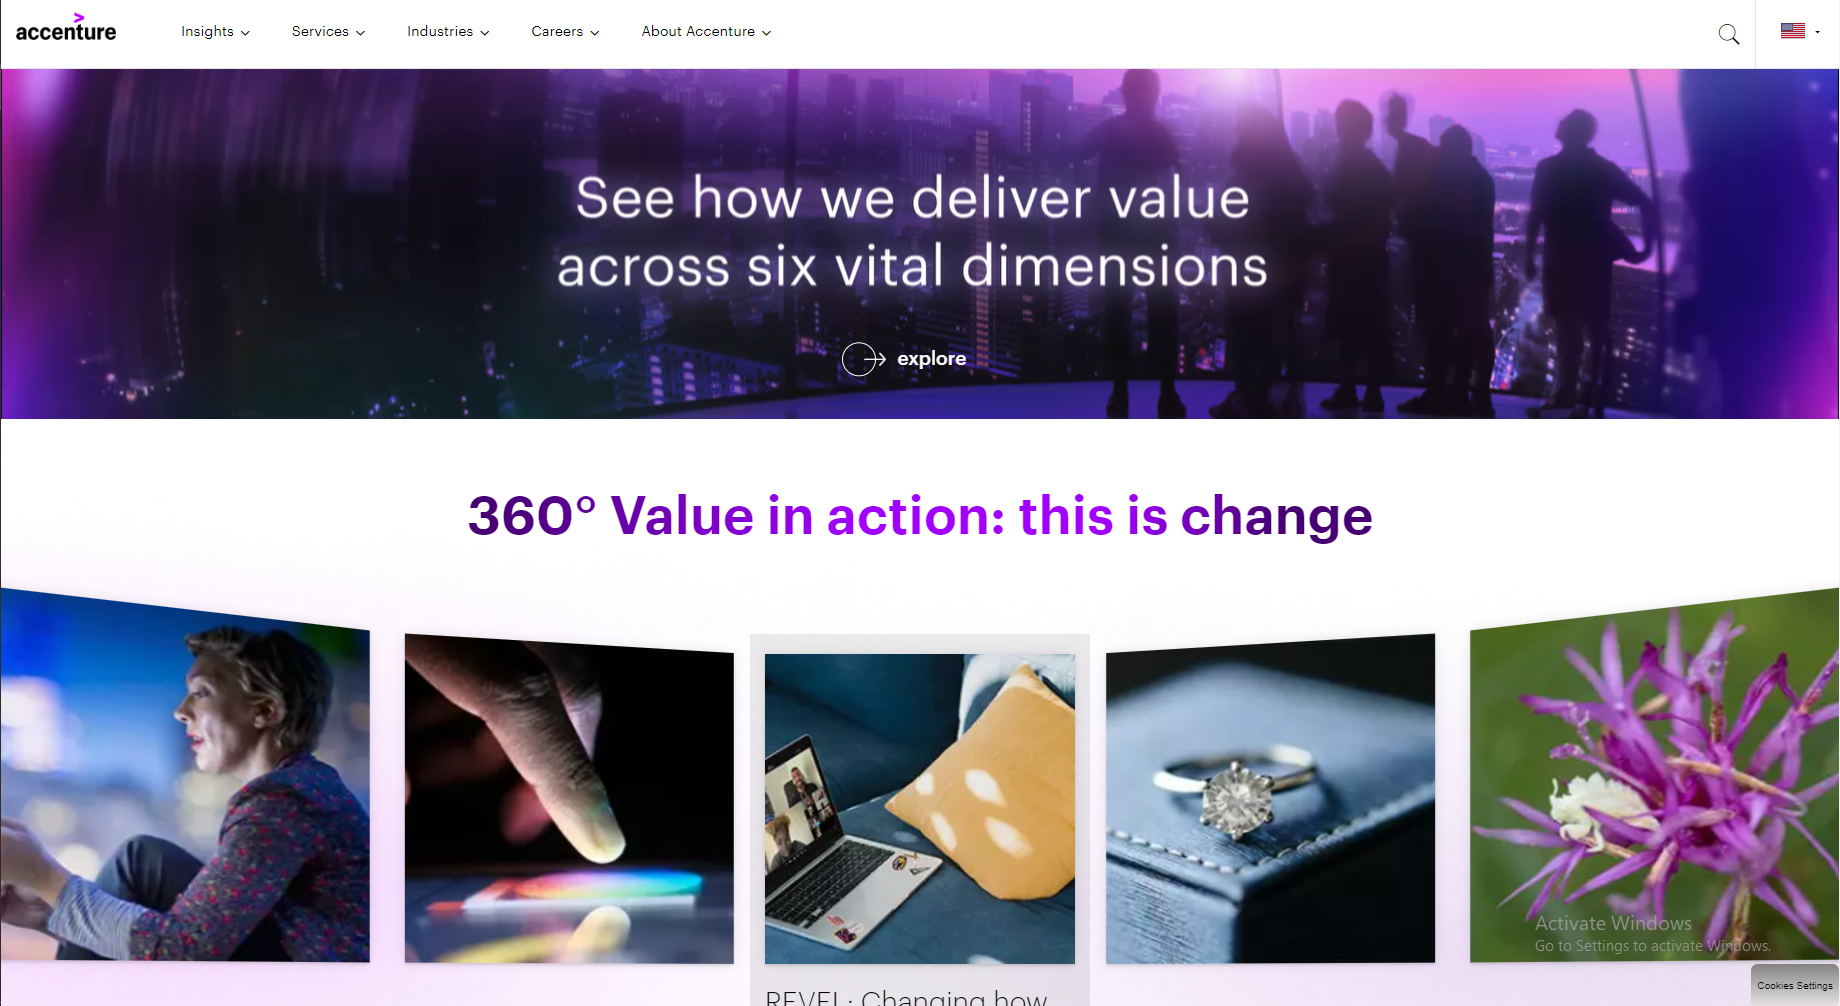 accenture
Insights
Services
Industries
Careers
About Accenture
See how we deliver value
across six vital dimensions
explore
360° Value in action: this is change
REVEL: Changing how
Activate Windows
Go to Settings to activate Windows.
Cookies Settings